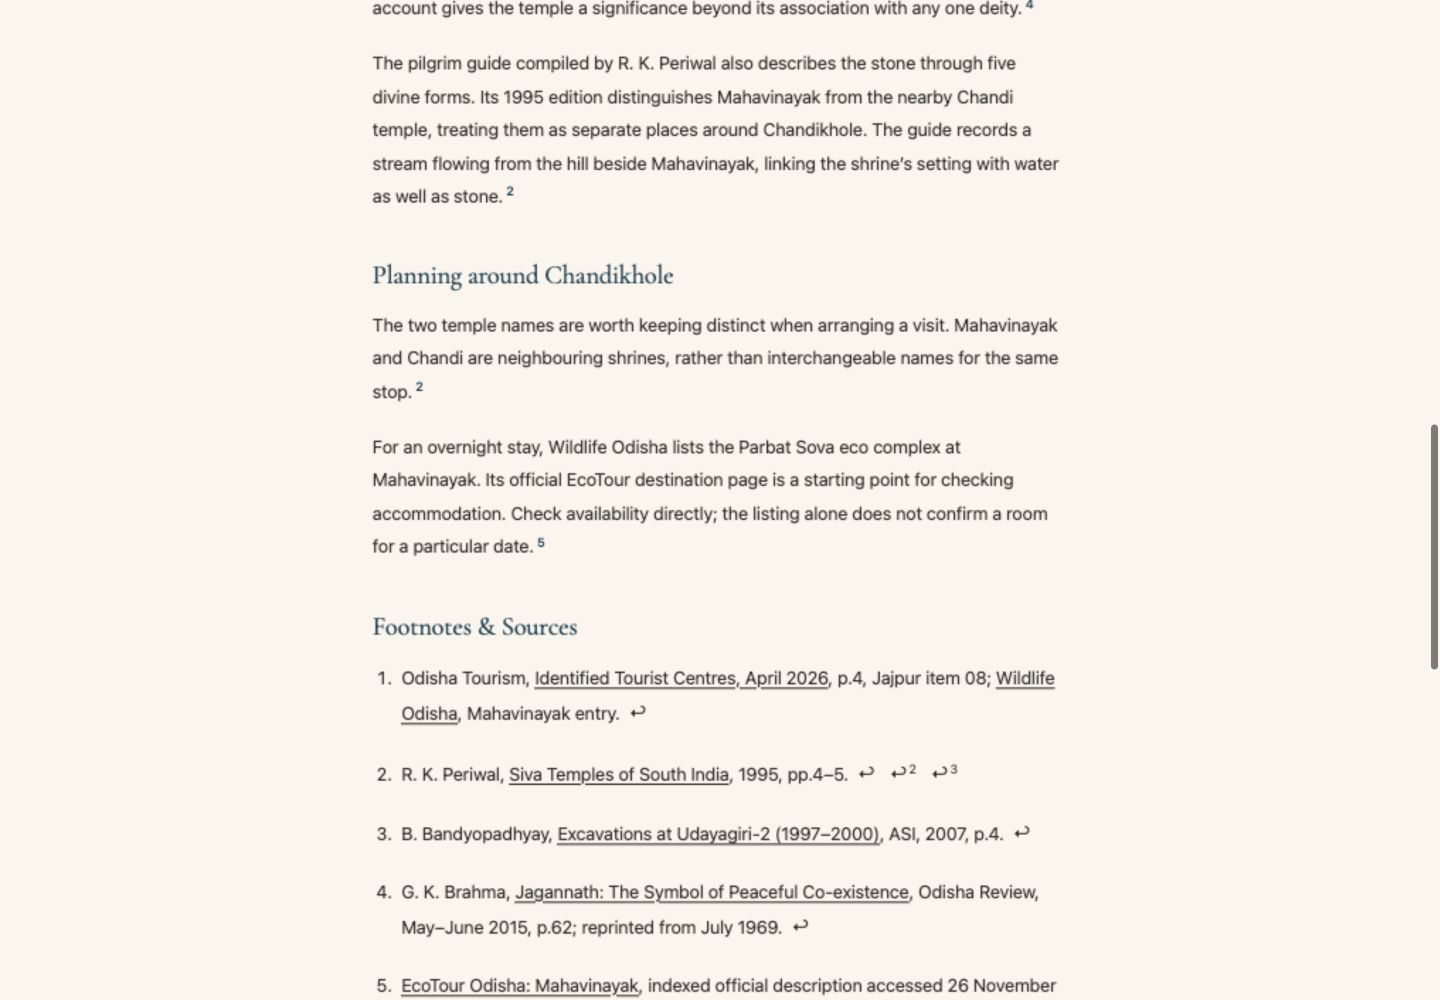 account gives the temple a significance beyond its association with any one deity. 4
The pilgrim guide compiled by R. K. Periwal also describes the stone through five
divine forms. Its 1995 edition distinguishes Mahavinayak from the nearby Chandi
temple, treating them as separate places around Chandikhole. The guide records a
stream flowing from the hill beside Mahavinayak, linking the shrine's setting with water
as well as stone. 2
Planning around Chandikhole
The two temple names are worth keeping distinct when arranging a visit. Mahavinayak
and Chandi are neighbouring shrines, rather than interchangeable names for the same
stop. 2
For an overnight stay, Wildlife Odisha lists the Parbat Sova eco complex at
Mahavinayak. Its official EcoTour destination page is a starting point for checking
accommodation. Check availability directly; the listing alone does not confirm a room
for a particular date. 5
Footnotes & Sources
1. Odisha Tourism, Identified Tourist Centres, April 2026, p.4, Jajpur item 08; Wildlife
Odisha, Mahavinayak entry. ↩
2. R. K. Periwal, Siva Temples of South India, 1995, pp.4–5. ↩ ↩2 ↩3
3. B. Bandyopadhyay, Excavations at Udayagiri-2 (1997–2000), ASI, 2007, p.4. ↩
4. G. K. Brahma, Jagannath: The Symbol of Peaceful Co-existence, Odisha Review,
May–June 2015, p.62; reprinted from July 1969. ↩
5. EcoTour Odisha: Mahavinayak, indexed official description accessed 26 November